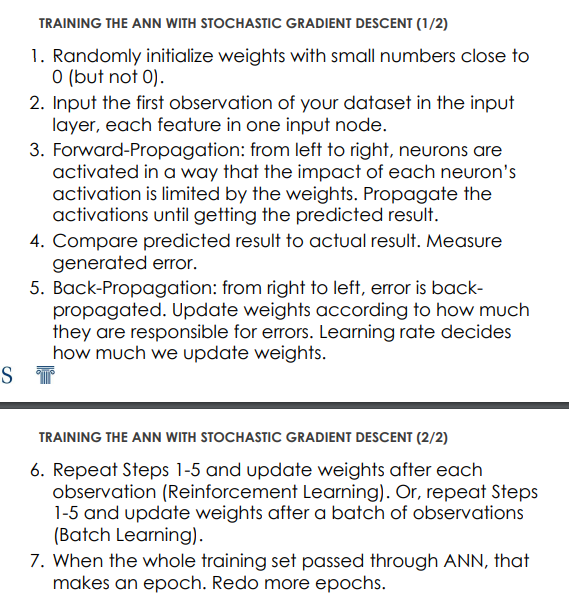 TRAINING THE ANN WITH STOCHASTIC GRADIENT DESCENT (1/2)
1. Randomly initialize weights with small numbers close to
0 (but not 0).
2. Input the first observation of your dataset in the input
layer, each feature in one input node.
3. Forward-Propagation: from left to right, neurons are
activated in a way that the impact of each neuron's
activation is limited by the weights. Propagate the
activations until getting the predicted result.
4. Compare predicted result to actual result. Measure
generated error.
5. Back-Propagation: from right to left, error is back-
propagated. Update weights according to how much
they are responsible for errors. Learning rate decides
how much we update weights.
S
TRAINING THE ANN WITH STOCHASTIC GRADIENT DESCENT (2/2)
6. Repeat Steps 1-5 and update weights after each
observation (Reinforcement Learning). Or, repeat Steps
1-5 and update weights after a batch of observations
(Batch Learning).
7. When the whole training set passed through ANN, that
makes an epoch. Redo more epochs.